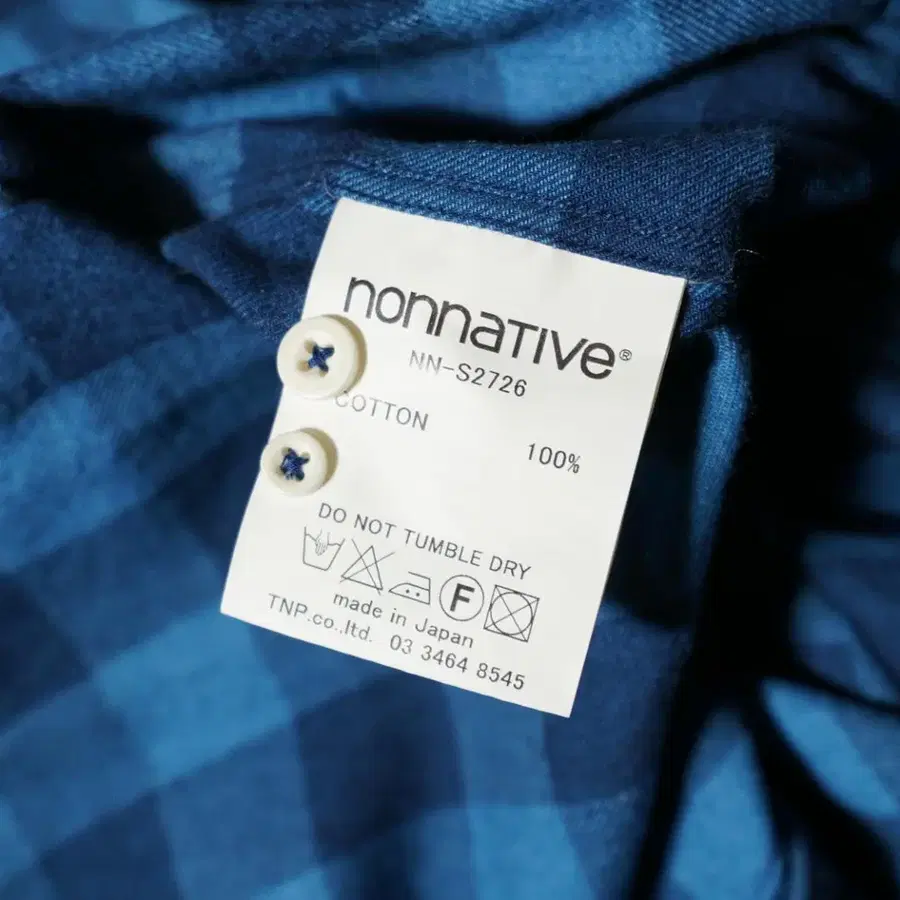 nonnative®
NN-S2726
COTTON
100%
DO NOT TUMBLE DRY
F
made in Japan
TNP.co.,ltd. 03 3464 8545